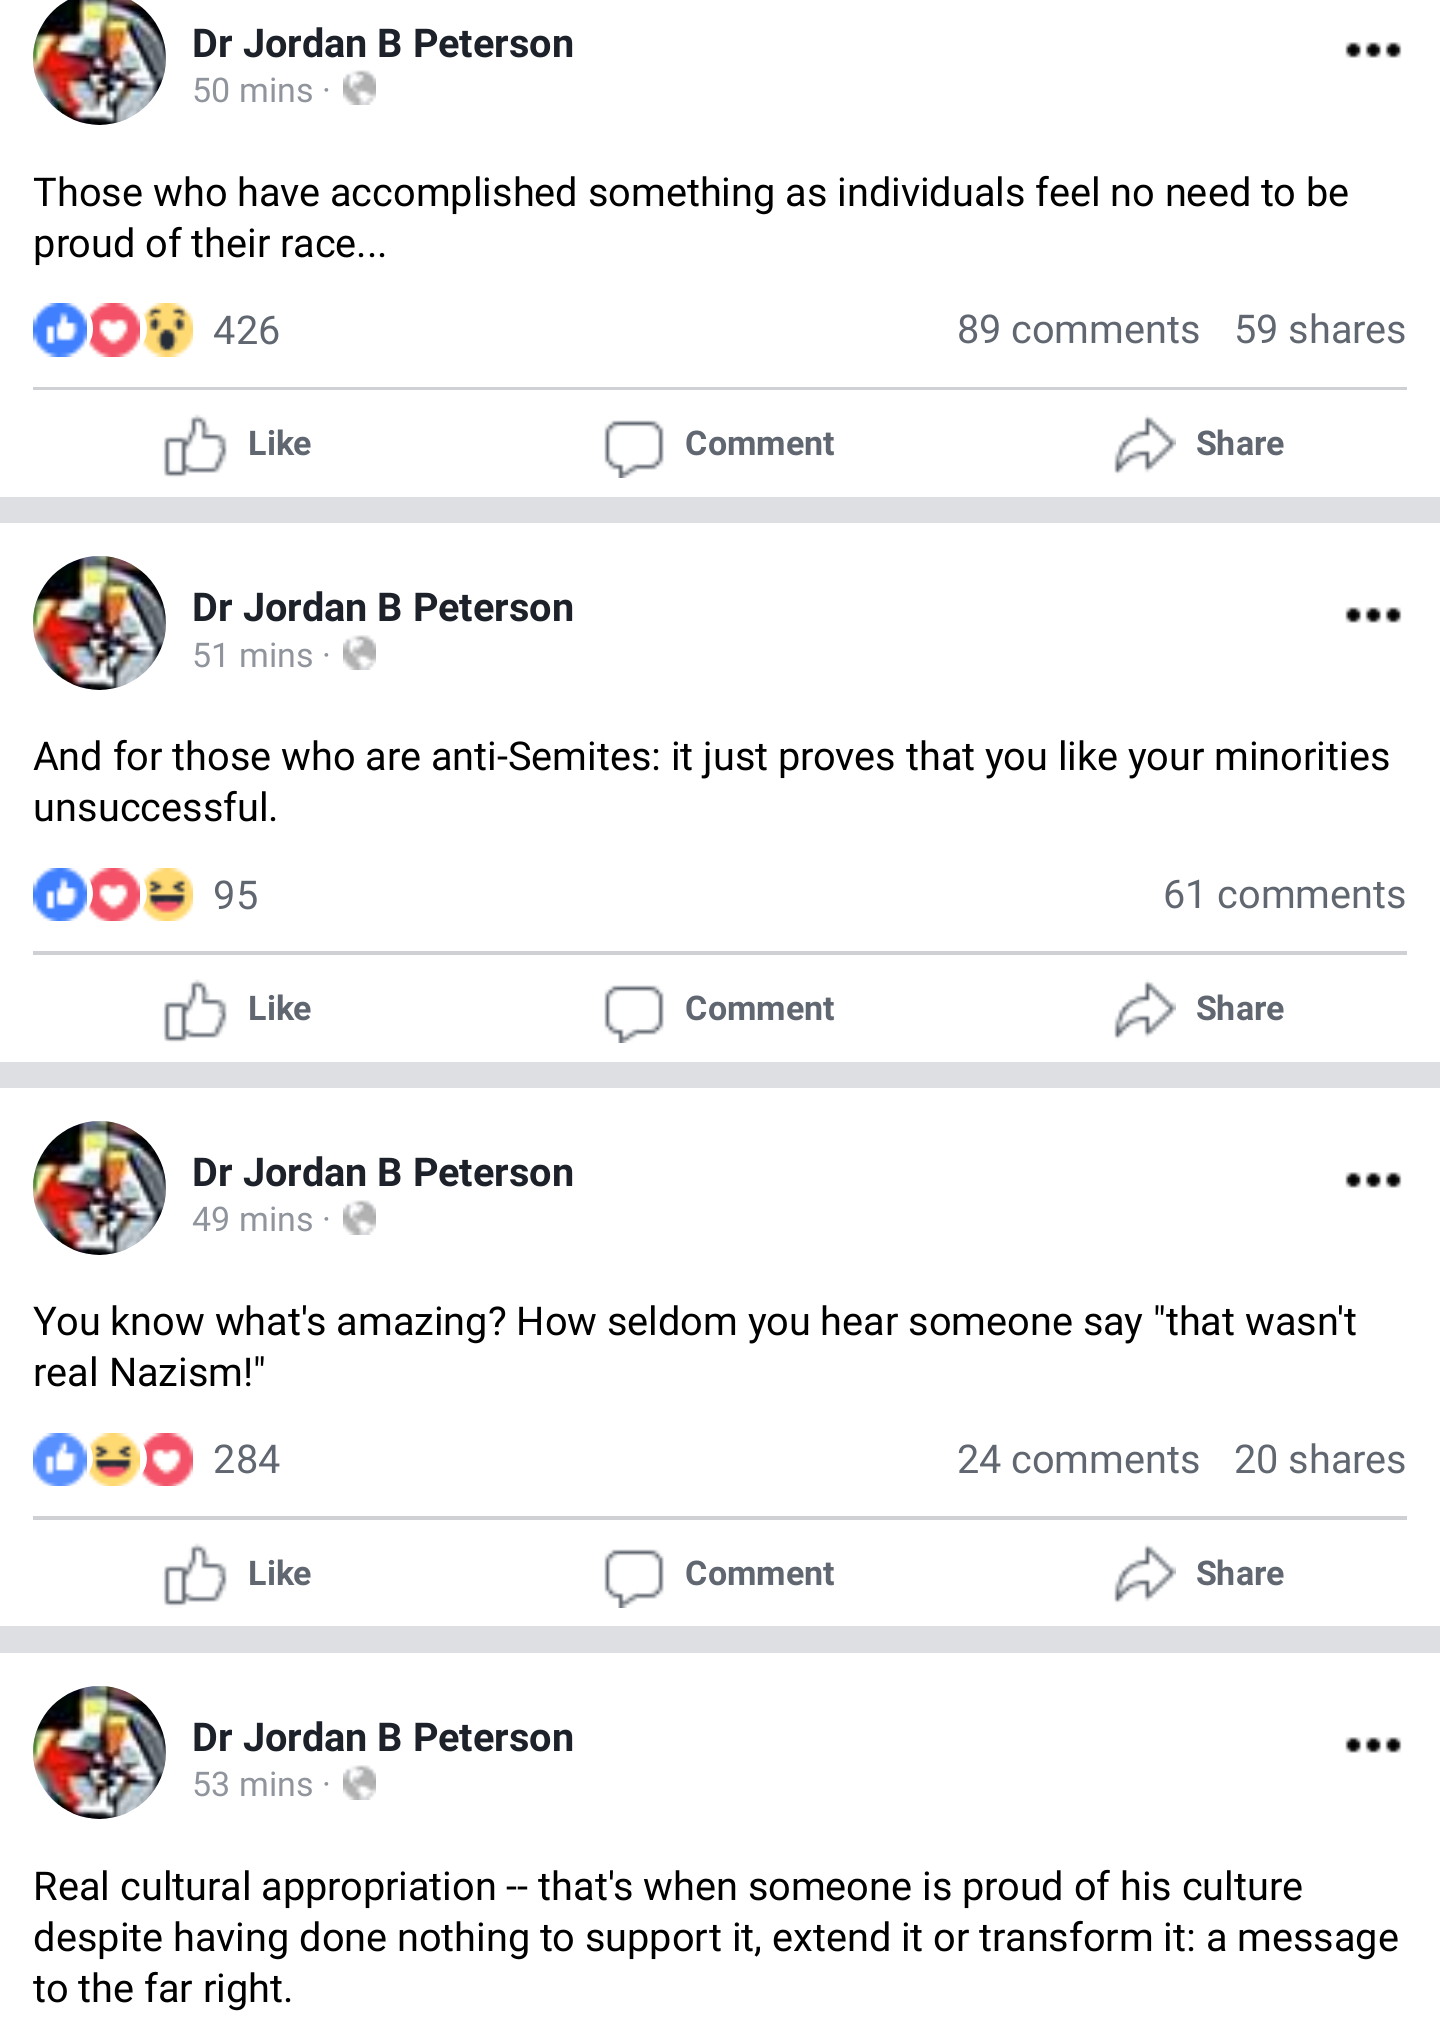 Dr Jordan B Peterson
50 mins ·
Those who have accomplished something as individuals feel no need to be
proud of their race...
426 89 comments 59 shares
Like Comment Share
Dr Jordan B Peterson
51 mins ·
And for those who are anti-Semites: it just proves that you like your minorities
unsuccessful.
95 61 comments
Like Comment Share
Dr Jordan B Peterson
49 mins ·
You know what's amazing? How seldom you hear someone say "that wasn't
real Nazism!"
284 24 comments 20 shares
Like Comment Share
Dr Jordan B Peterson
53 mins ·
Real cultural appropriation -- that's when someone is proud of his culture
despite having done nothing to support it, extend it or transform it: a message
to the far right.